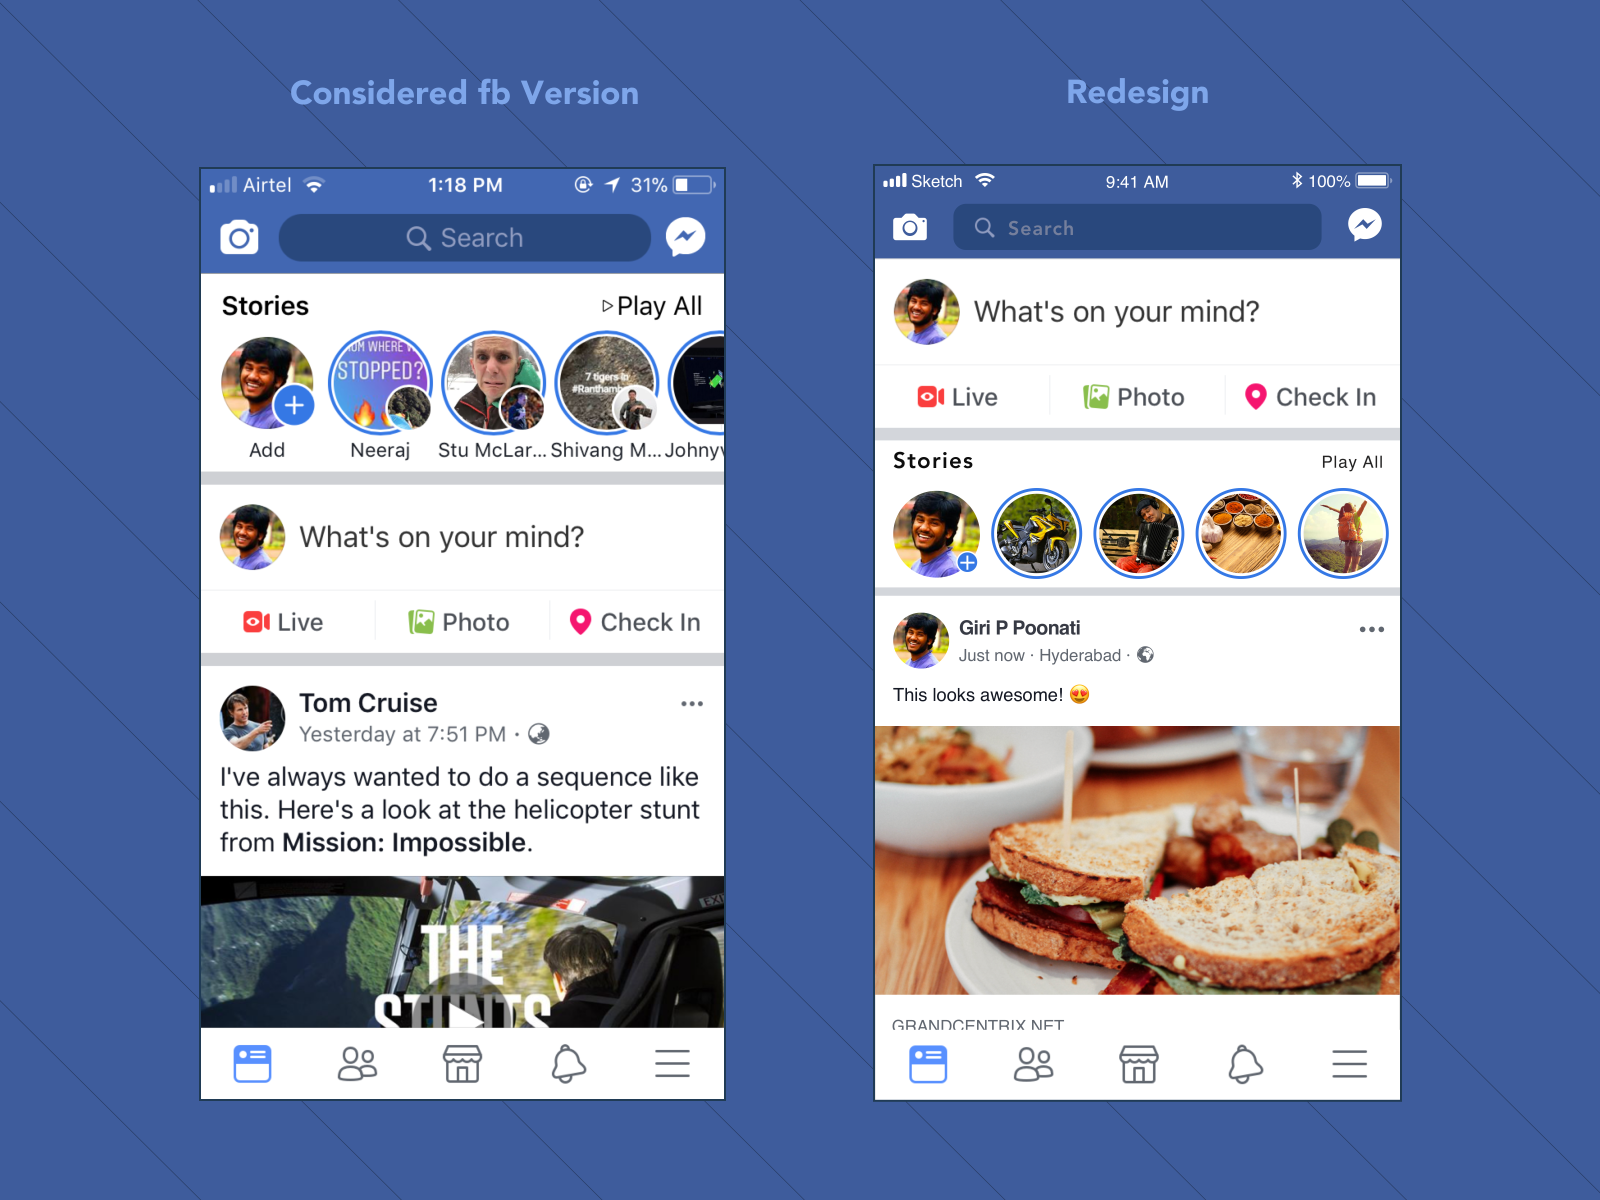 Considered fb Version
Airtel 1:18 PM 31%
Search
Stories Play All
STOPPED?
7 tigers in
Add Neeraj Stu McLar... Shivang M... Johny
What's on your mind?
Live Photo Check In
Tom Cruise
Yesterday at 7:51 PM ·
I've always wanted to do a sequence like
this. Here's a look at the helicopter stunt
from Mission: Impossible.
THE
STUNTS
Redesign
Sketch 9:41 AM 100%
Search
What's on your mind?
Live Photo Check In
Stories Play All
Giri P Poonati
Just now · Hyderabad ·
This looks awesome! 😍
GRANDCENTRIX.NET